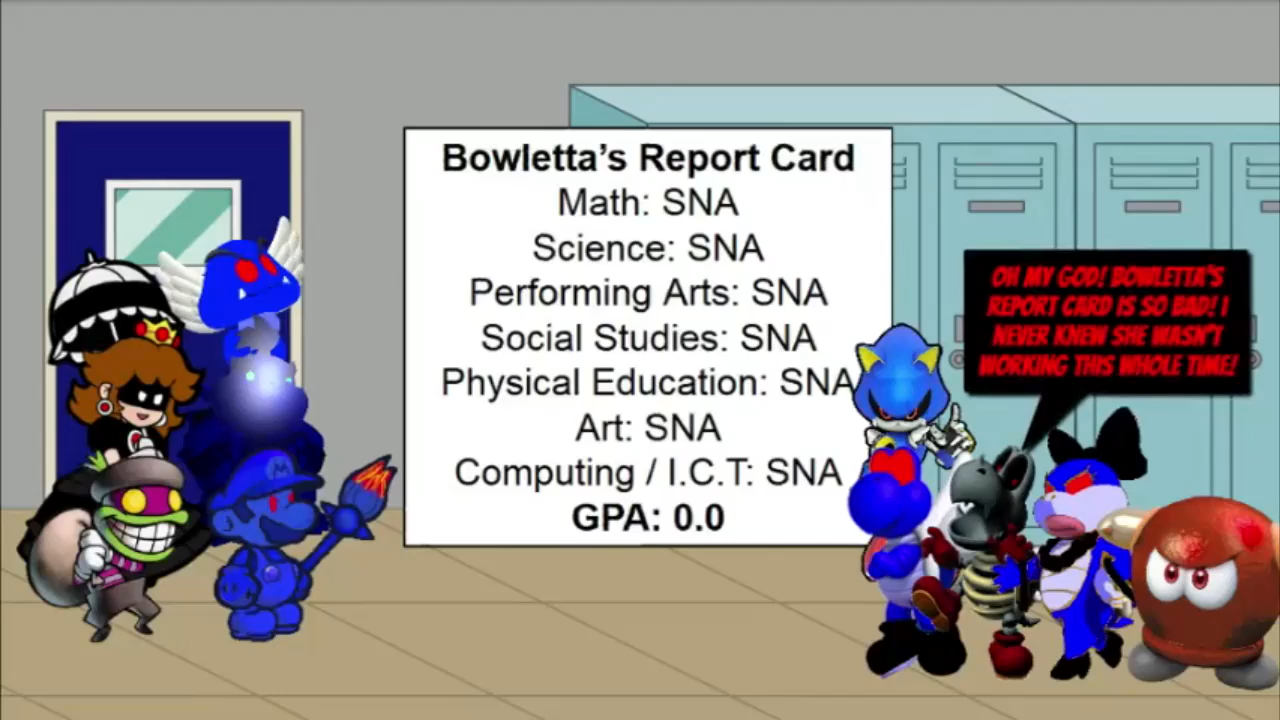 Bowletta's Report Card
Math: SNA
Science: SNA
Performing Arts: SNA
Social Studies: SNA
Physical Education: SNA
Art: SNA
Computing / I.C.T: SNA
GPA: 0.0
OH MY GOD! BOWLETTA'S
REPORT CARD IS SO BAD! I
NEVER KNEW SHE WASN'T
WORKING THIS WHOLE TIME!
M